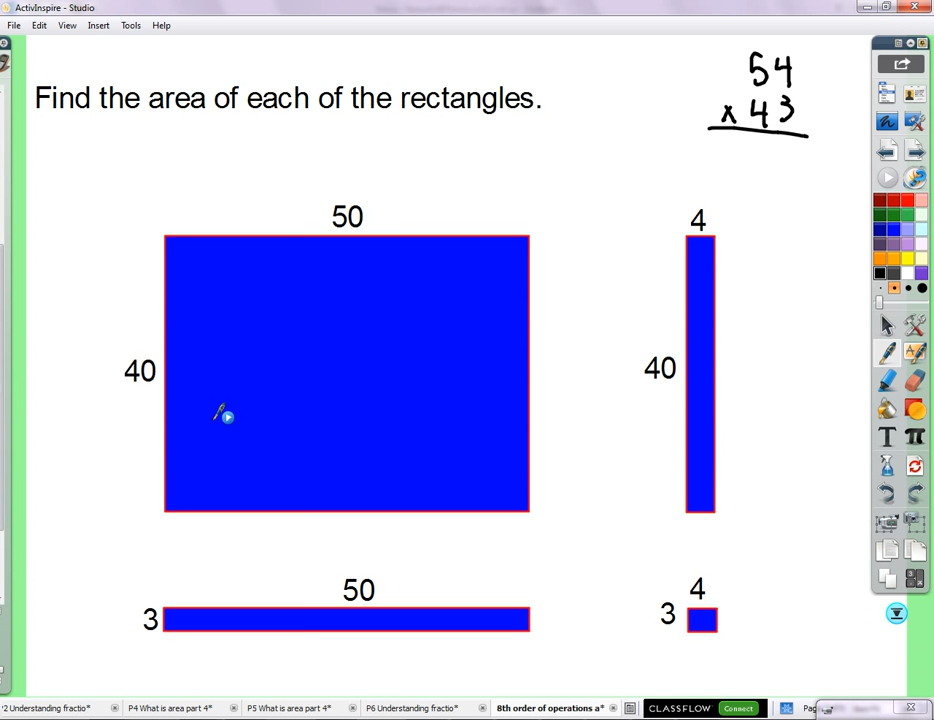 ActivInspire - Studio
File Edit View Insert Tools Help
Find the area of each of the rectangles.
54
x 43
50
4
40
40
50
4
3
3
'2 Understanding fractio*
P4 What is area part 4*
P5 What is area part 4*
P6 Understanding fractio*
8th order of operations a*
CLASSFLOW Connect